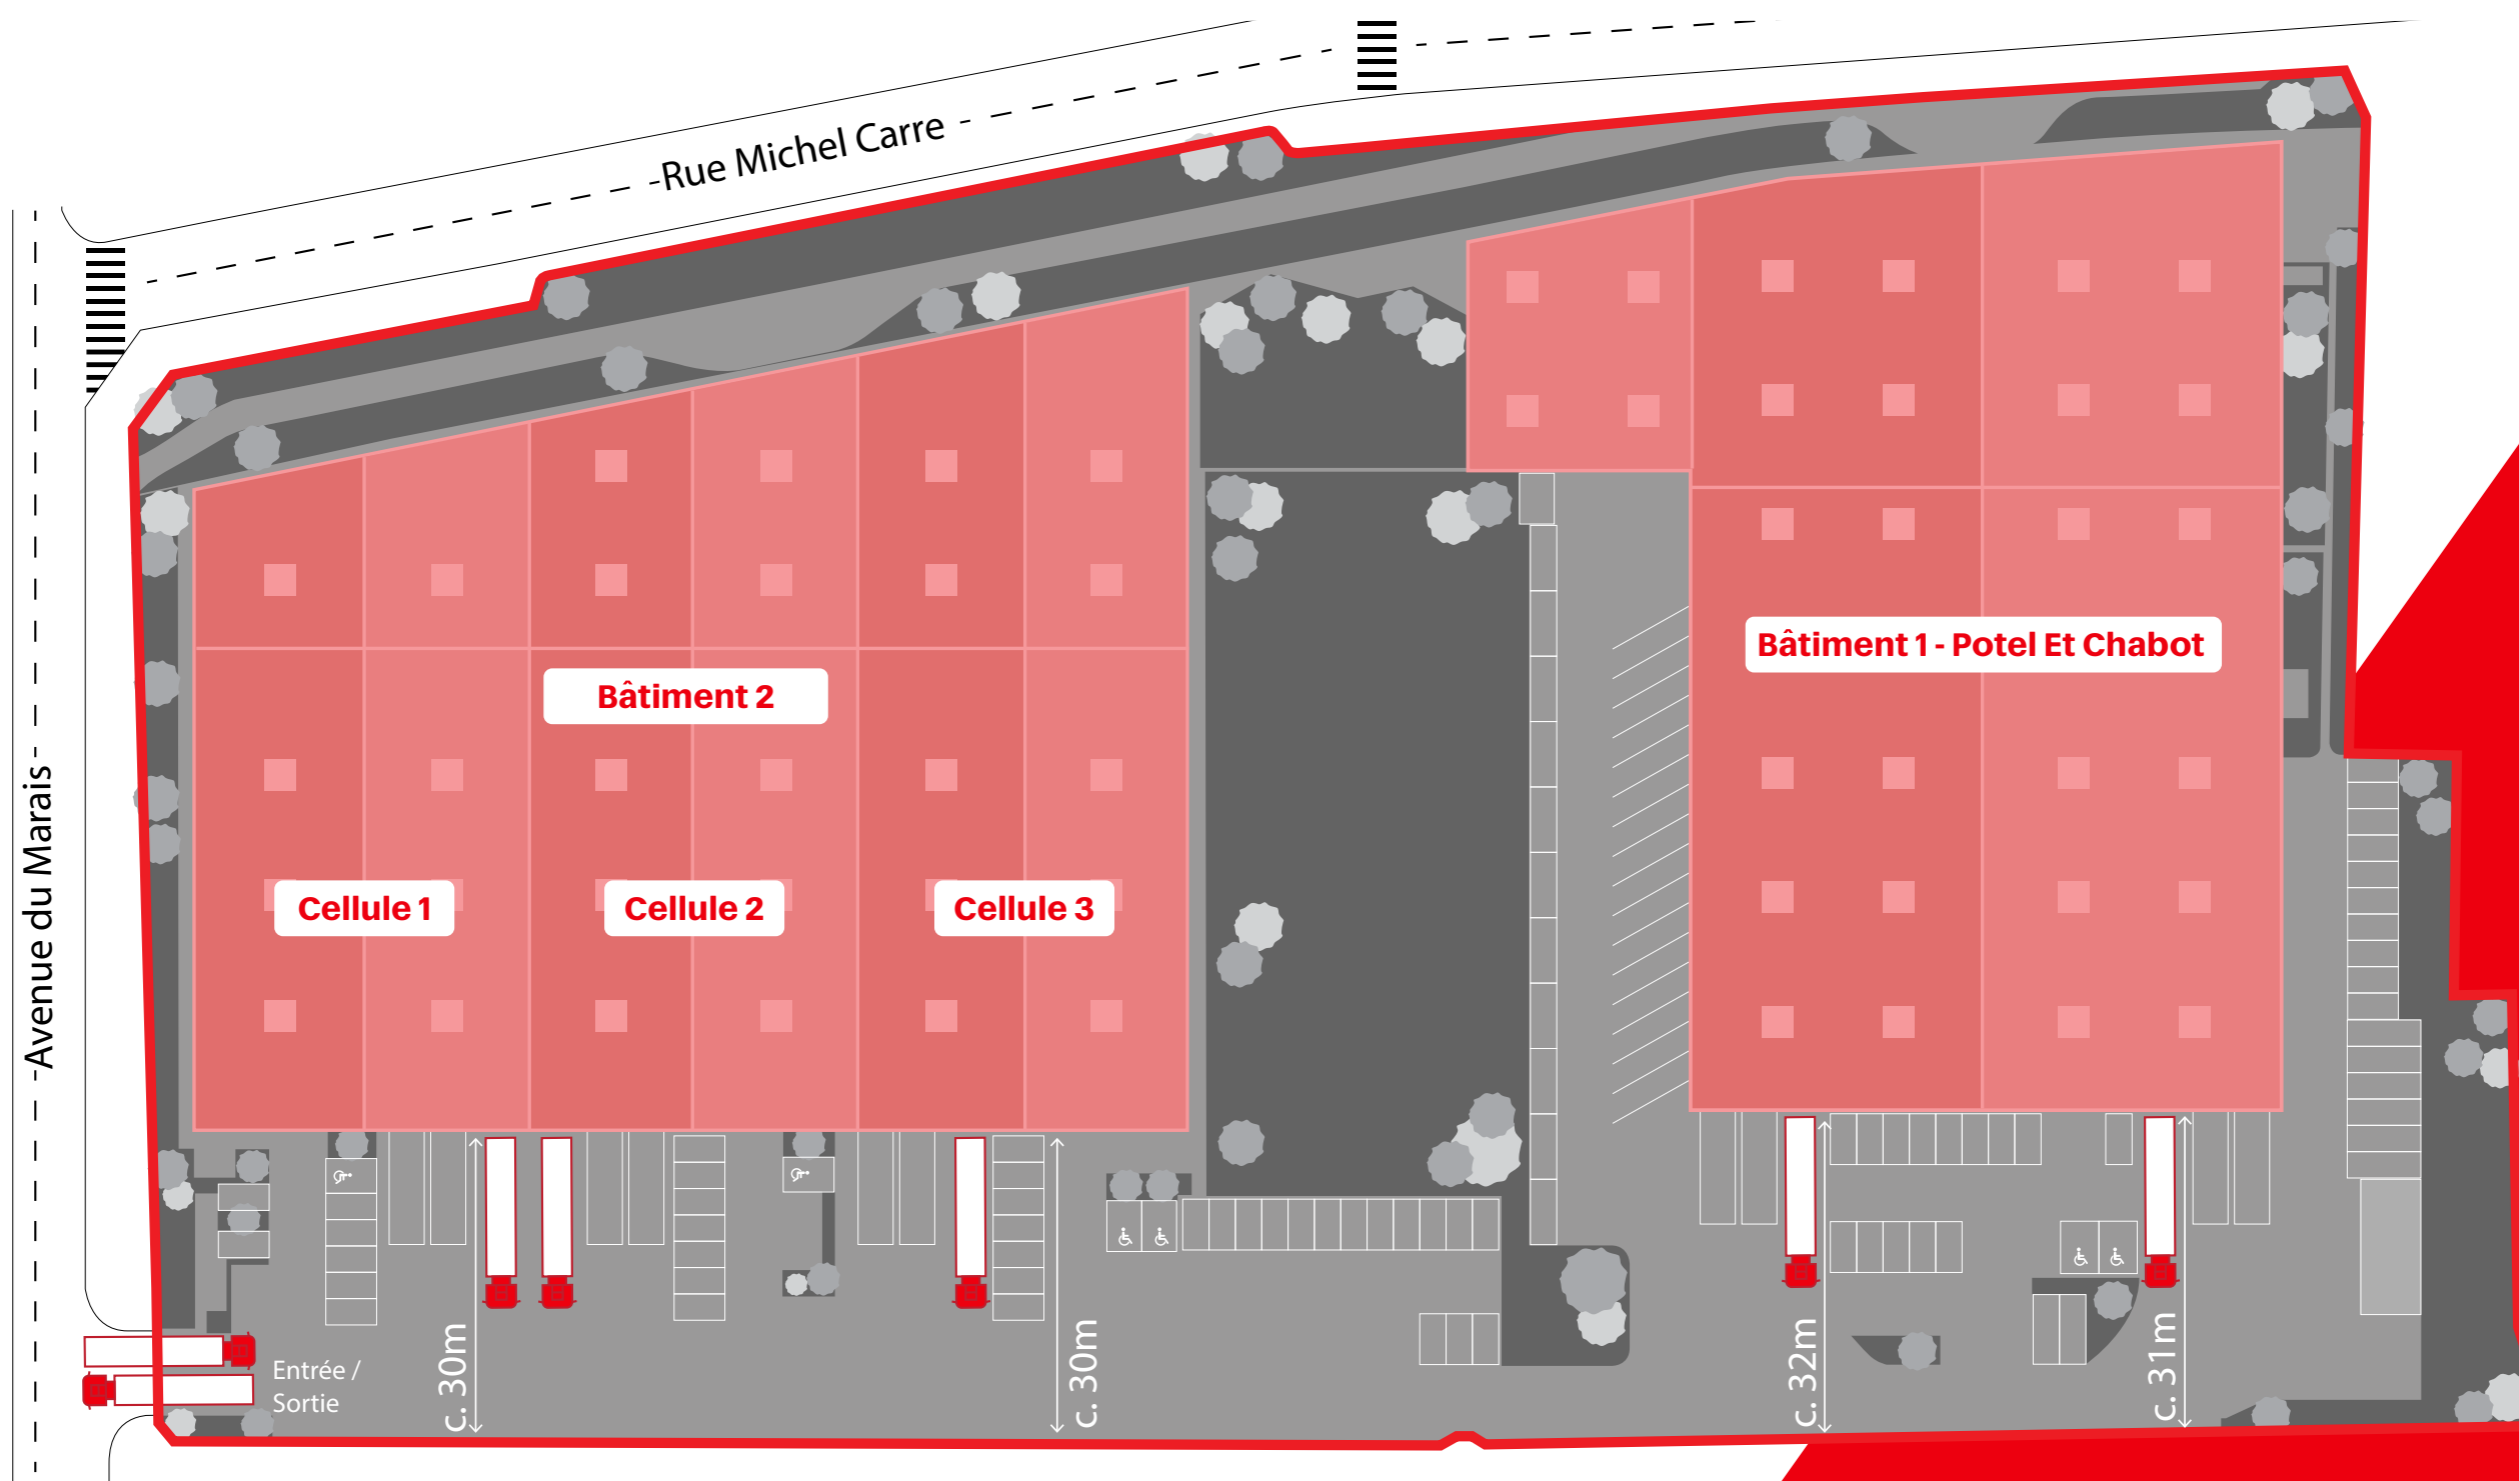 Rue Michel Carre
Avenue du Marais
Bâtiment 1 - Potel Et Chabot
Bâtiment 2
Cellule 1
Cellule 2
Cellule 3
Entrée /
Sortie
c. 30m
c. 30m
c. 32m
c. 31m